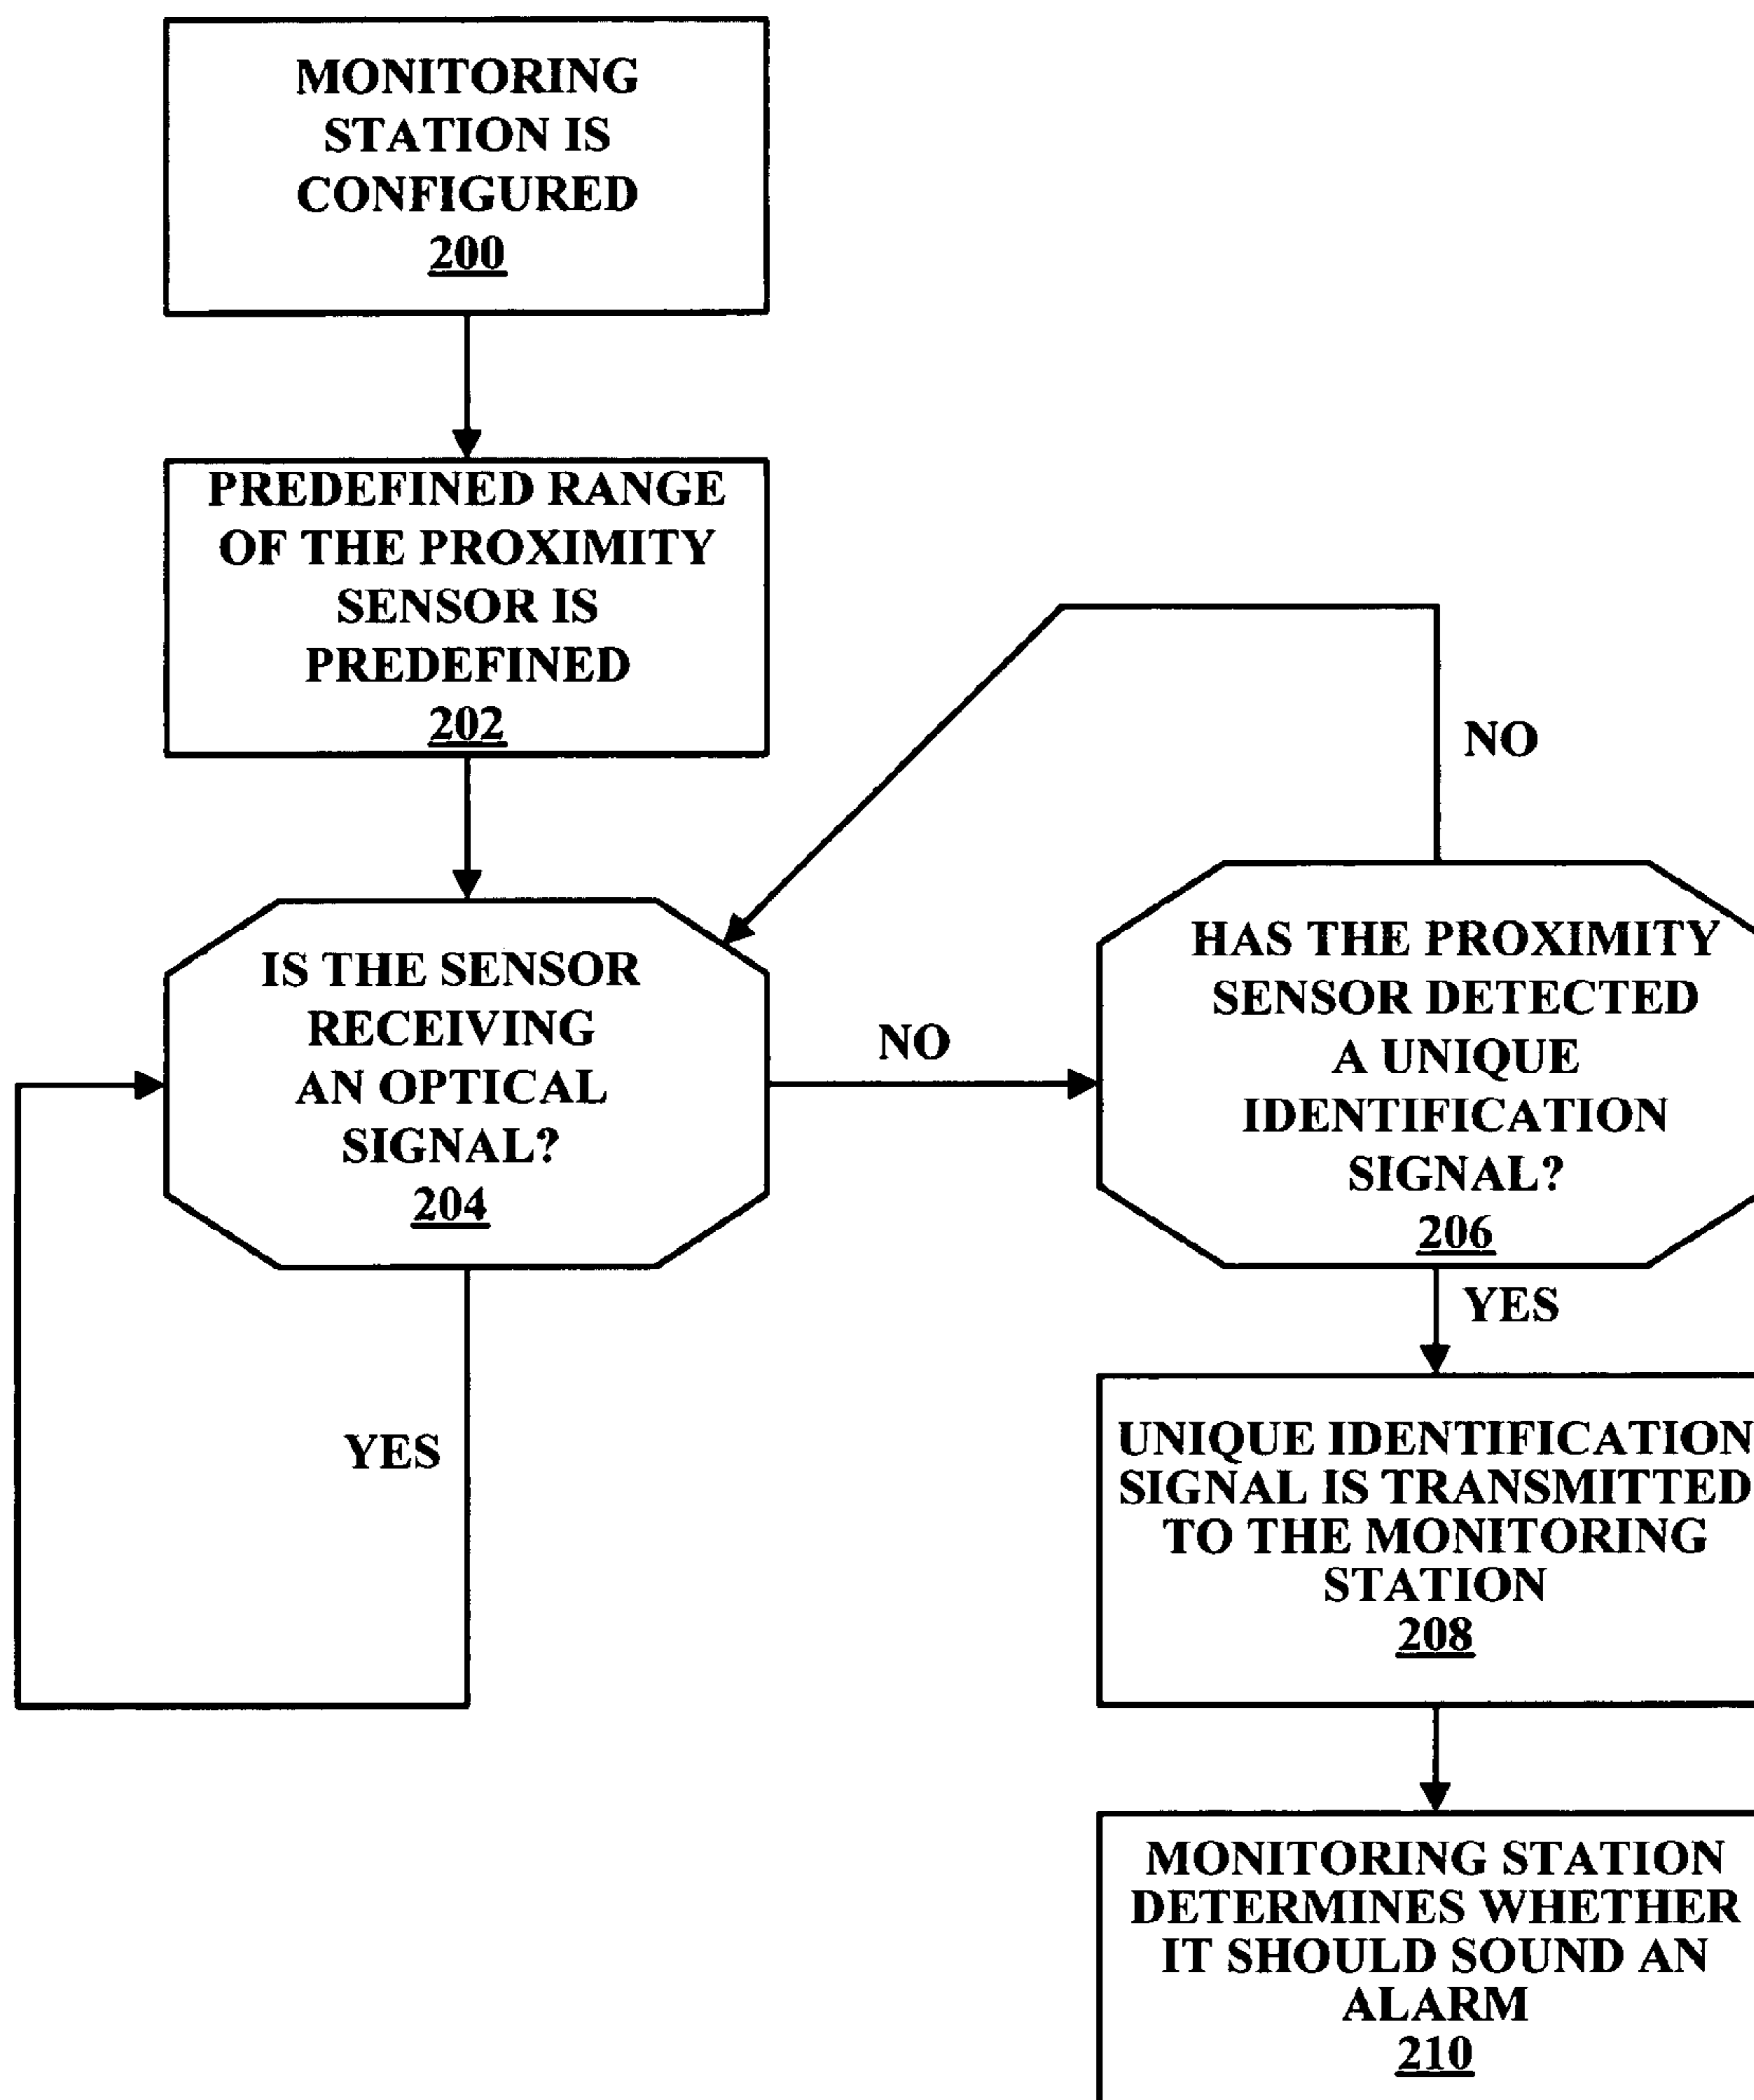 MONITORING
STATION IS
CONFIGURED
200
PREDEFINED RANGE
OF THE PROXIMITY
SENSOR IS
PREDEFINED
202
IS THE SENSOR
RECEIVING
AN OPTICAL
SIGNAL?
204
YES
NO
NO
HAS THE PROXIMITY
SENSOR DETECTED
A UNIQUE
IDENTIFICATION
SIGNAL?
206
YES
UNIQUE IDENTIFICATION
SIGNAL IS TRANSMITTED
TO THE MONITORING
STATION
208
MONITORING STATION
DETERMINES WHETHER
IT SHOULD SOUND AN
ALARM
210